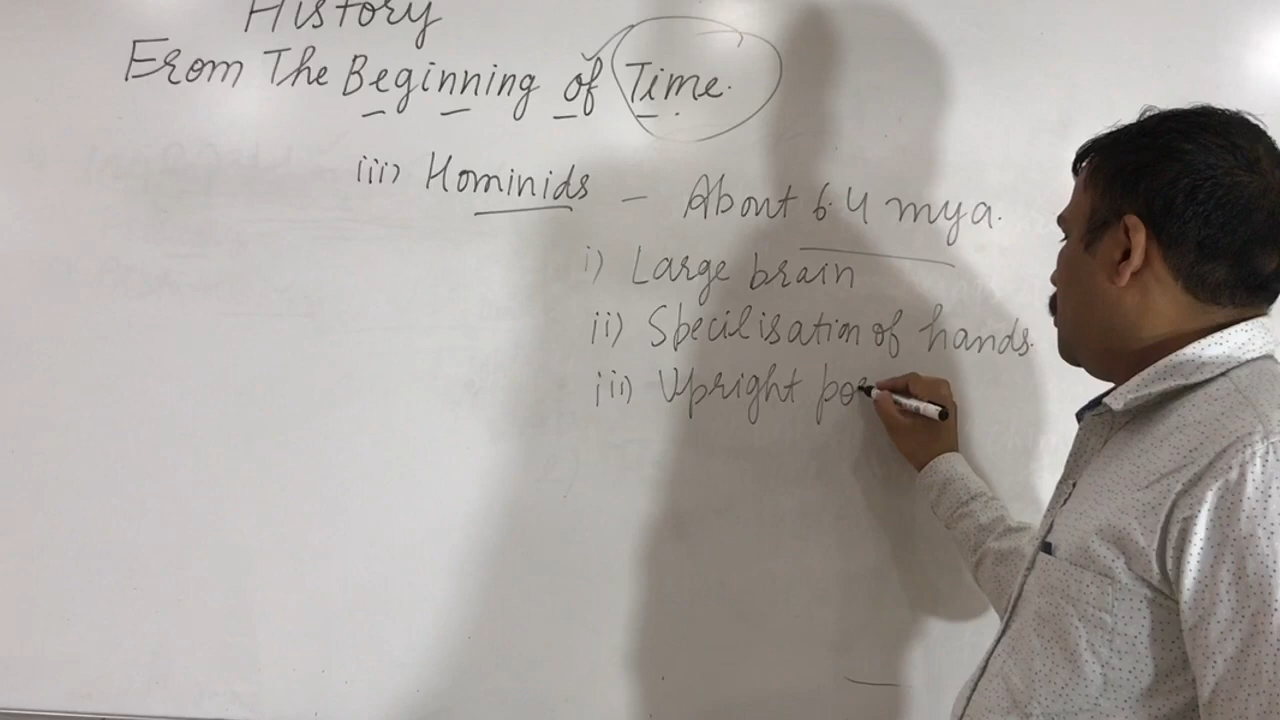 History
From The Beginning of Time.
iii) Hominids – About 6.4 mya.
i) Large brain
ii) Specilisation of hands.
iii) Upright pos